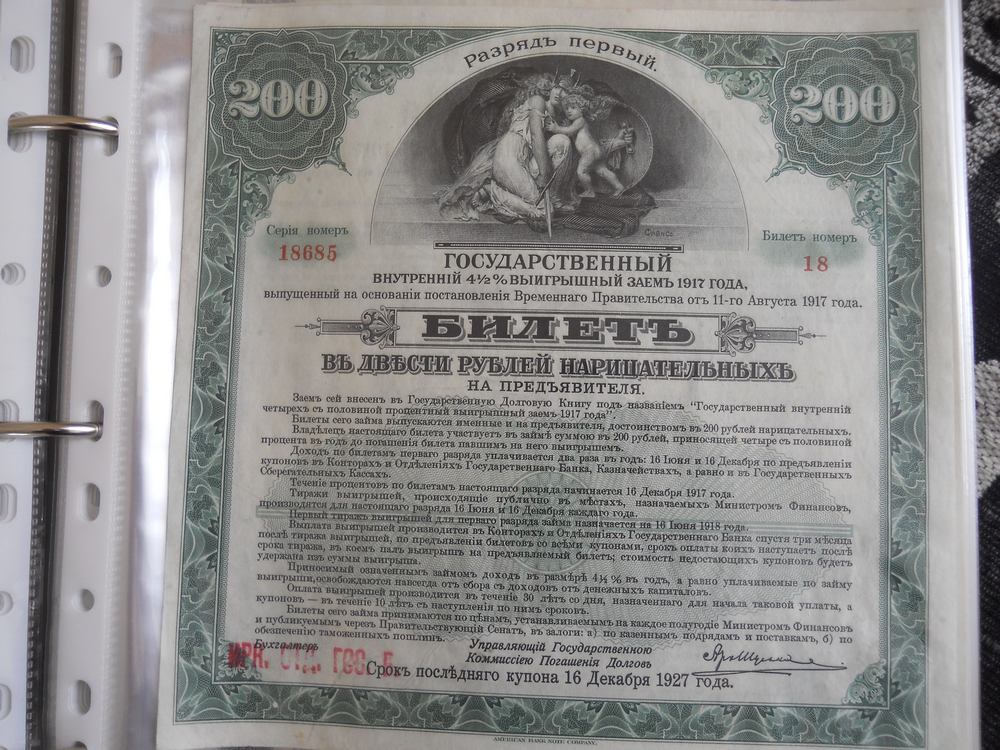 Разрядъ первый.
200
200
Серія номеръ
18685
Билетъ номеръ
18
ГОСУДАРСТВЕННЫЙ
ВНУТРЕННІЙ 4½% ВЫИГРЫШНЫЙ ЗАЕМЪ 1917 ГОДА,
выпущенный на основаніи постановленія Временнаго Правительства отъ 11-го Августа 1917 года.
БИЛЕТЪ
ВЪ ДВѢСТИ РУБЛЕЙ НАРИЦАТЕЛЬНЫХЪ
НА ПРЕДЪЯВИТЕЛЯ.
Заемъ сей внесенъ въ Государственную Долговую Книгу подъ названіемъ "Государственный внутренній
четырехъ съ половиной процентный выигрышный заемъ 1917 года".
Билеты сего займа выпускаются именные и на предъявителя, достоинствомъ въ 200 рублей нарицательныхъ.
Владѣлецъ настоящаго билета участвуетъ въ займѣ суммою въ 200 рублей, приносящей четыре съ половиной
процента въ годъ до погашенія билета павшимъ на него выигрышемъ.
Доходъ по билетамъ перваго разряда уплачивается два раза въ годъ: 16 Іюня и 16 Декабря по предъявленіи
купоновъ въ Конторахъ и Отдѣленіяхъ Государственнаго Банка, Казначействахъ, а равно и въ Государственныхъ
Сберегательныхъ Кассахъ.
Теченіе процентовъ по билетамъ настоящаго разряда начинается 16 Декабря 1917 года.
Тиражи выигрышей, происходящіе публично въ мѣстахъ, назначаемыхъ Министромъ Финансовъ,
производятся для настоящаго разряда 16 Іюня и 16 Декабря каждаго года.
Первый тиражъ выигрышей для перваго разряда займа назначается на 16 Іюня 1918 года.
Выплата выигрышей производится въ Конторахъ и Отдѣленіяхъ Государственнаго Банка спустя три мѣсяца
послѣ тиража выигрышей, по предъявленіи билетовъ со всѣми купонами, срокъ оплаты коихъ наступаетъ послѣ
срока тиража, въ коемъ палъ выигрышъ на предъявляемый билетъ; стоимость недостающихъ купоновъ будетъ
удержана изъ суммы выигрыша.
Приносимый означеннымъ займомъ доходъ въ размѣрѣ 4½% въ годъ, а равно уплачиваемые по займу
выигрыши, освобождаются навсегда отъ сбора съ доходовъ отъ денежныхъ капиталовъ.
Оплата выигрышей производится въ теченіе 30 лѣтъ со дня, назначеннаго для начала таковой уплаты, а
купоновъ — въ теченіе 10 лѣтъ съ наступленія по нимъ сроковъ.
Билеты сего займа принимаются по цѣнамъ, устанавливаемымъ на каждое полугодіе Министромъ Финансовъ
и публикуемымъ черезъ Правительствующій Сенатъ, въ залоги: а) по казеннымъ подрядамъ и поставкамъ, б) по
обезпеченію таможенныхъ пошлинъ.
Бухгалтеръ
Управляющій Государственною
Коммиссіею Погашенія Долговъ
ИРК. ОТД. ГОС. Б.
Срокъ послѣдняго купона 16 Декабря 1927 года.
AMERICAN BANK NOTE COMPANY.